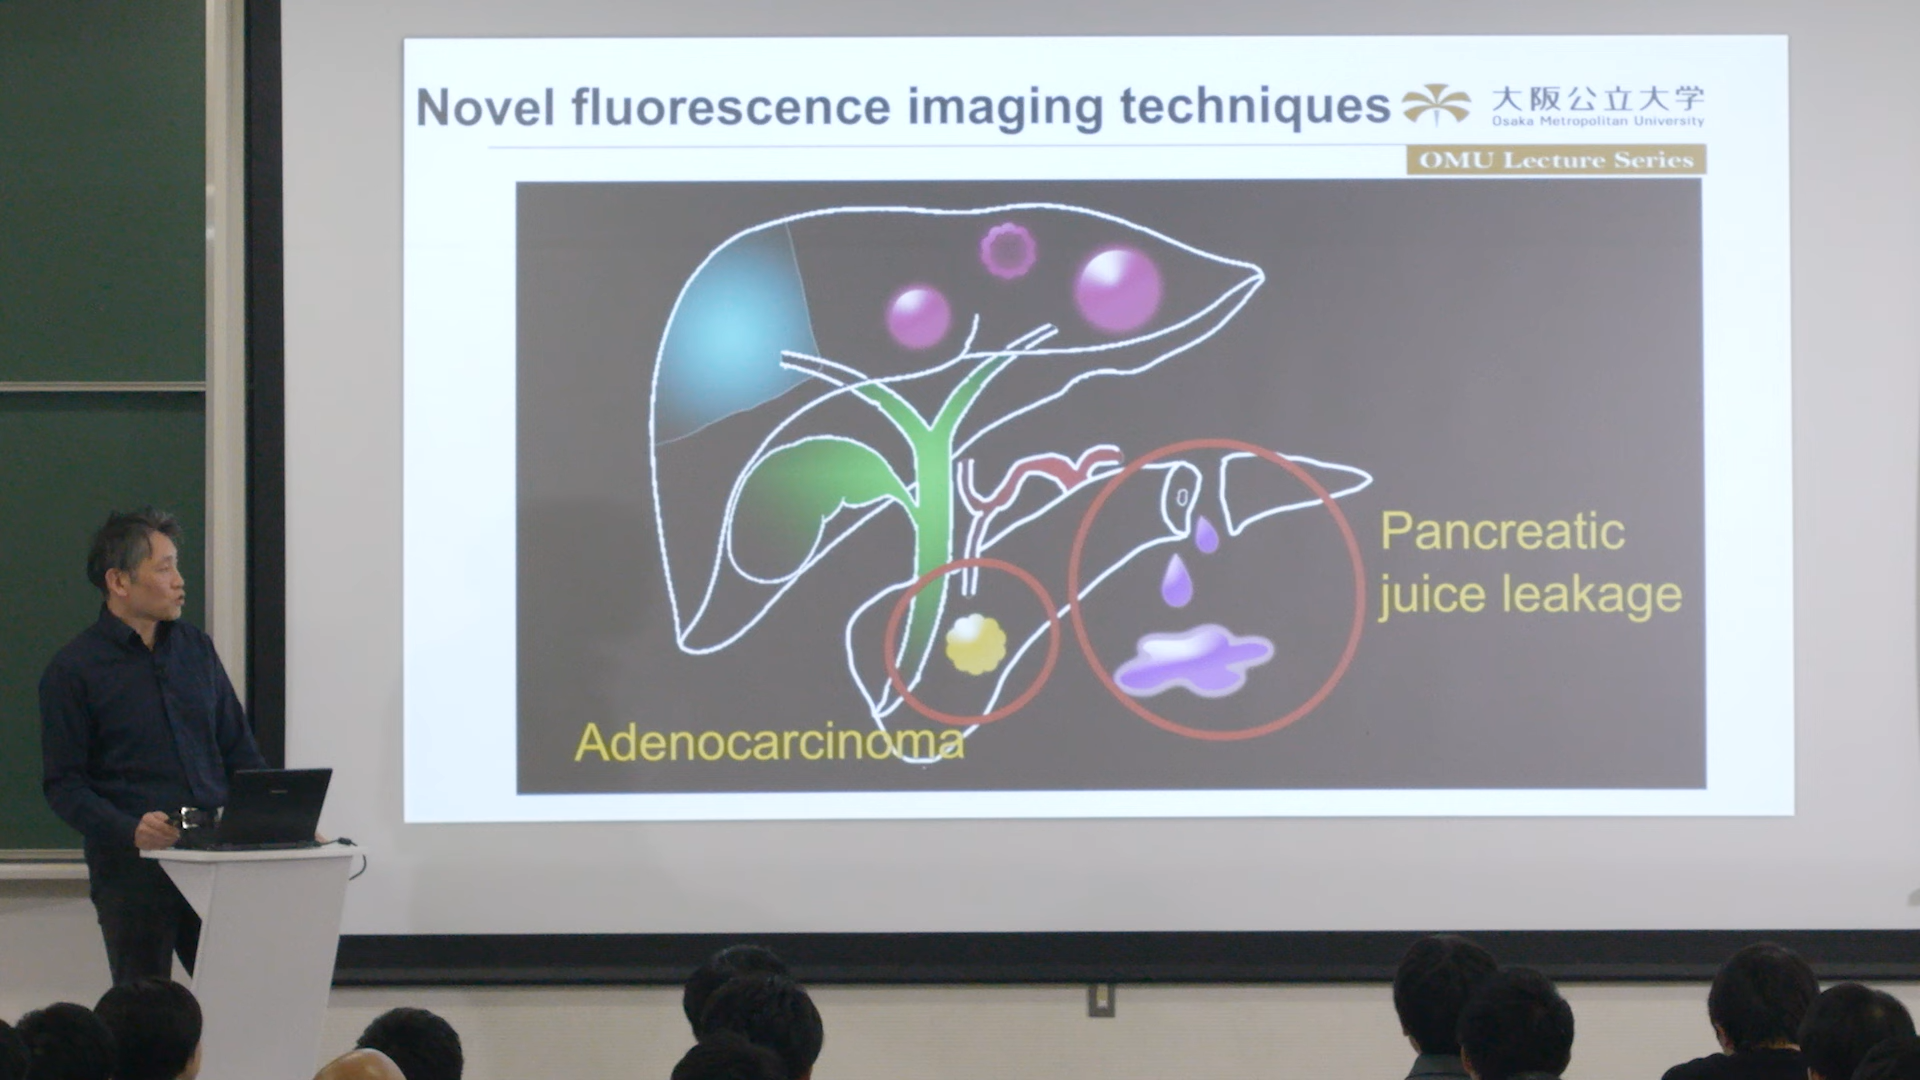 Novel fluorescence imaging techniques
大阪公立大学
Osaka Metropolitan University
OMU Lecture Series
Pancreatic
juice leakage
Adenocarcinoma